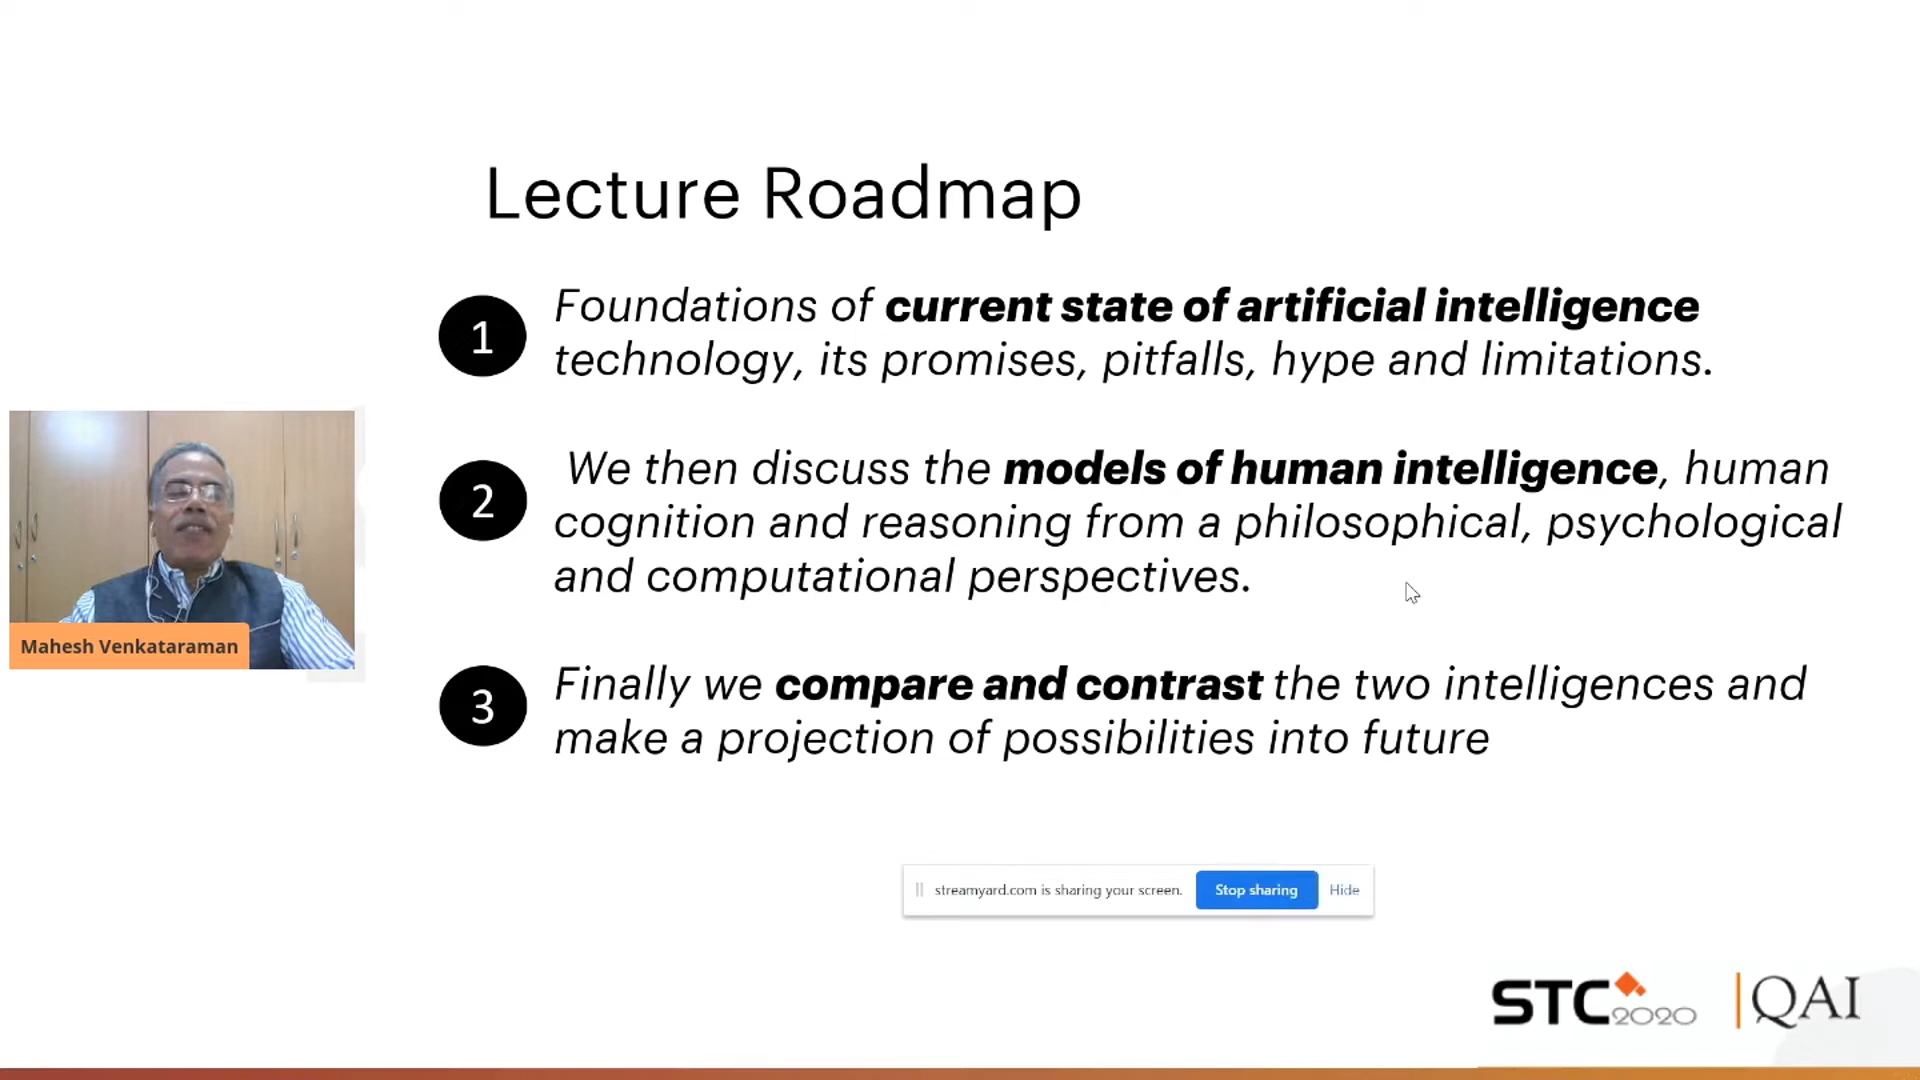 Lecture Roadmap
1
Foundations of current state of artificial intelligence
technology, its promises, pitfalls, hype and limitations.
2
We then discuss the models of human intelligence, human
cognition and reasoning from a philosophical, psychological
and computational perspectives.
3
Finally we compare and contrast the two intelligences and
make a projection of possibilities into future
Mahesh Venkataraman
streamyard.com is sharing your screen. Stop sharing Hide
STC 2020 QAI